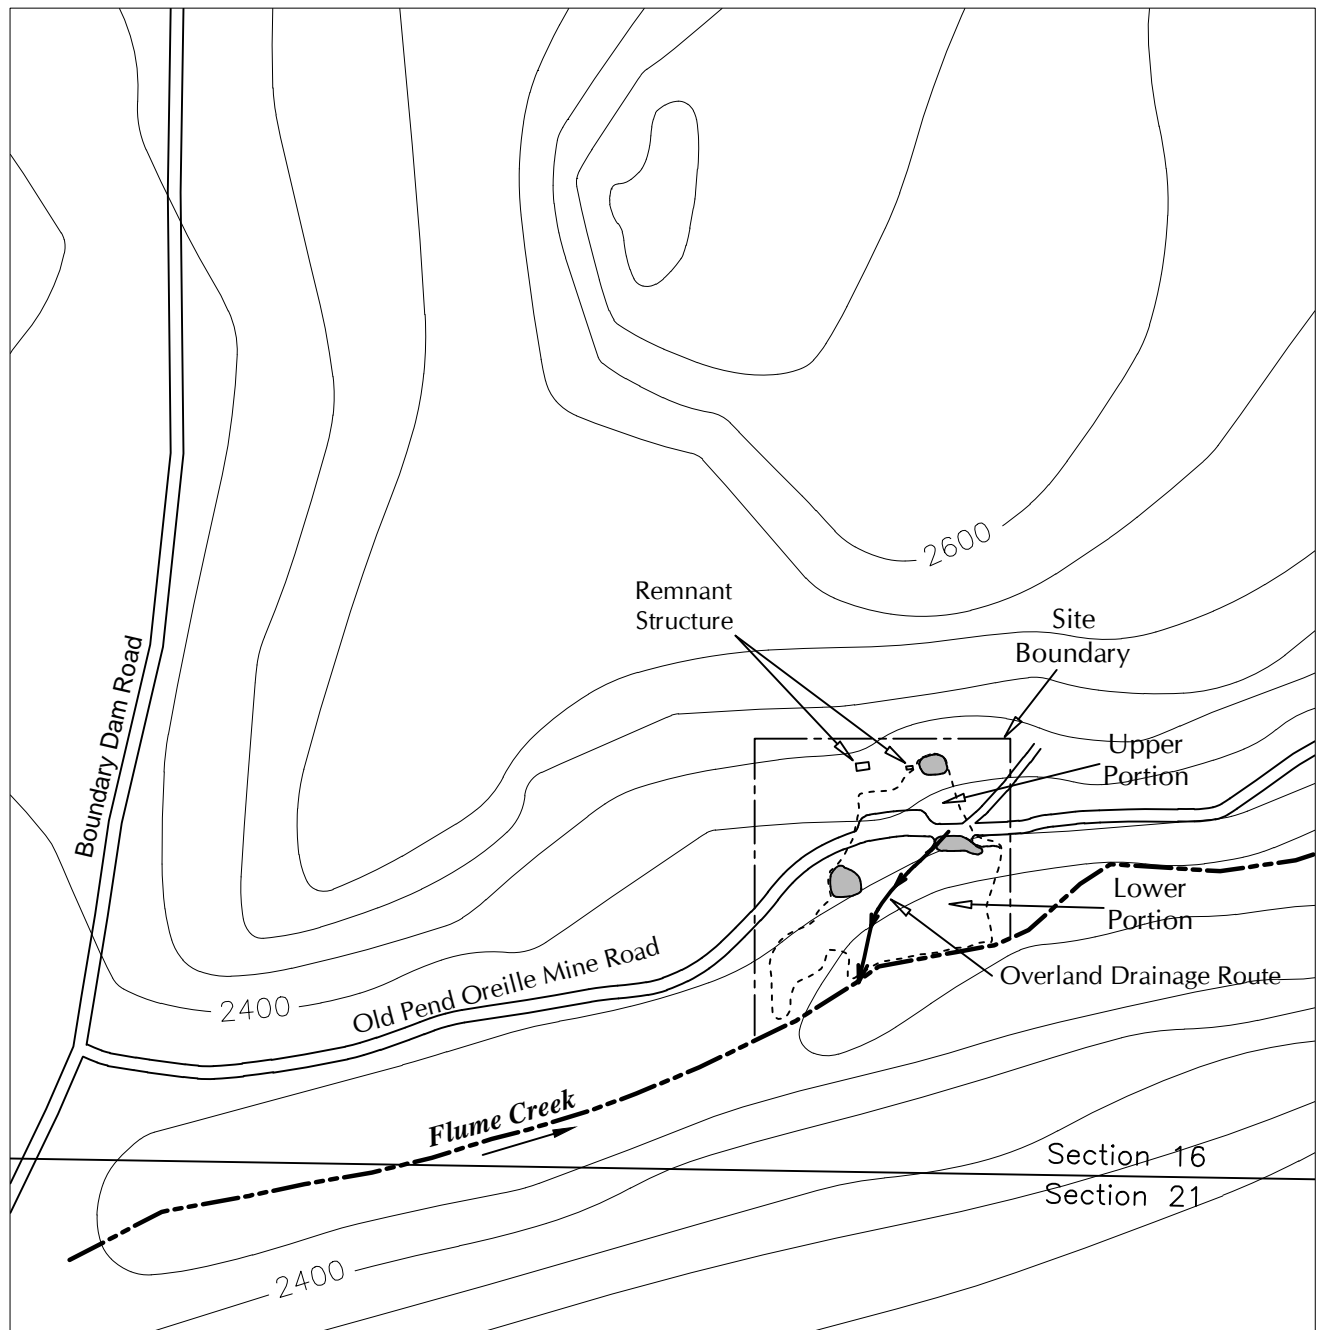 2600
Remnant
Structure
Site
Boundary
Boundary Dam Road
Upper
Portion
Lower
Portion
Old Pend Oreille Mine Road
Overland Drainage Route
2400
Flume Creek
Section 16
Section 21
2400